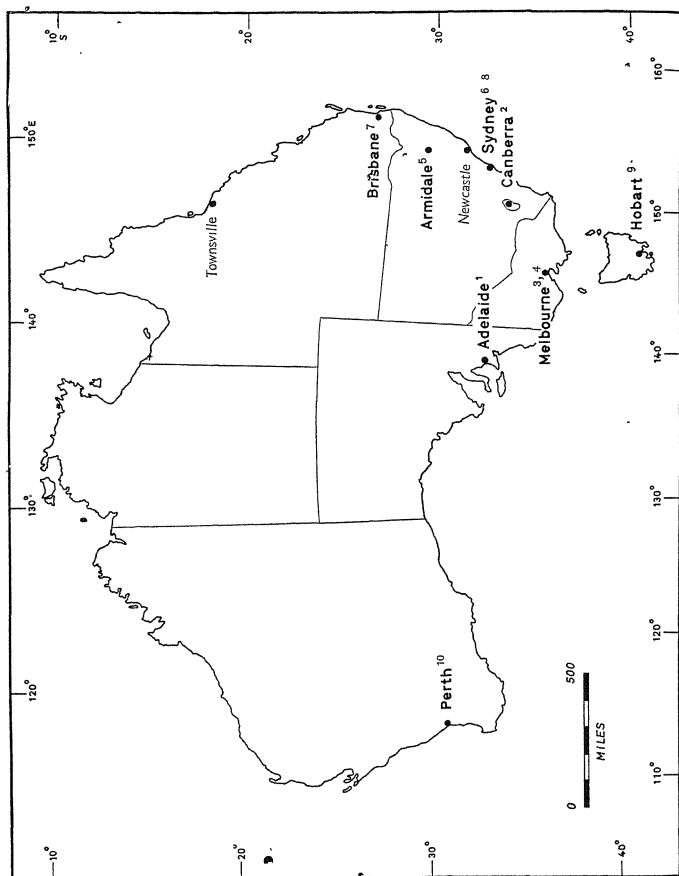 120° 130° 140° 150°E
10° 10°
S
Townsville
20° 20°
Brisbane 7
Armidale 5
30° 30°
Perth 10
Newcastle
Adelaide 1
Sydney 6 8
Canberra 2
Melbourne 3, 4
0 500
MILES
40° 40°
Hobart 9
110° 120° 130° 140° 150° 160°